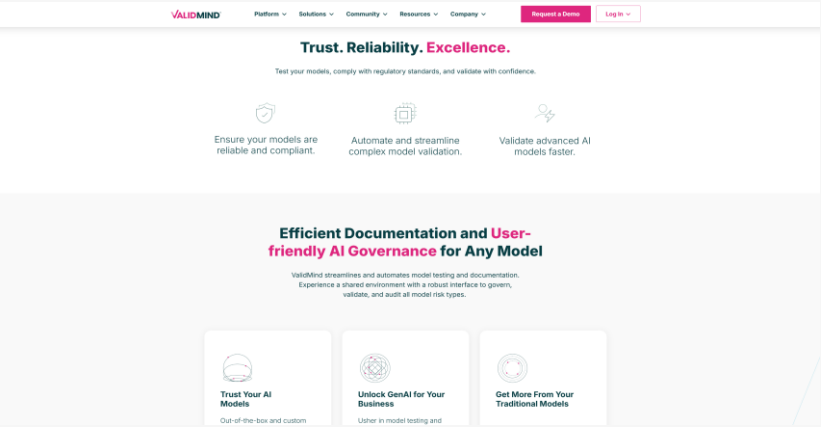 VALIDMIND
Platform Solutions Community Resources Company Request a Demo Log In
Trust. Reliability. Excellence.
Test your models, comply with regulatory standards, and validate with confidence.
Ensure your models are
reliable and compliant.
Automate and streamline
complex model validation.
Validate advanced AI
models faster.
Efficient Documentation and User-
friendly AI Governance for Any Model
ValidMind streamlines and automates model testing and documentation.
Experience a shared environment with a robust interface to govern,
validate, and audit all model risk types.
Trust Your AI
Models
Out-of-the-box and custom
Unlock GenAI for Your
Business
Usher in model testing and
Get More From Your
Traditional Models